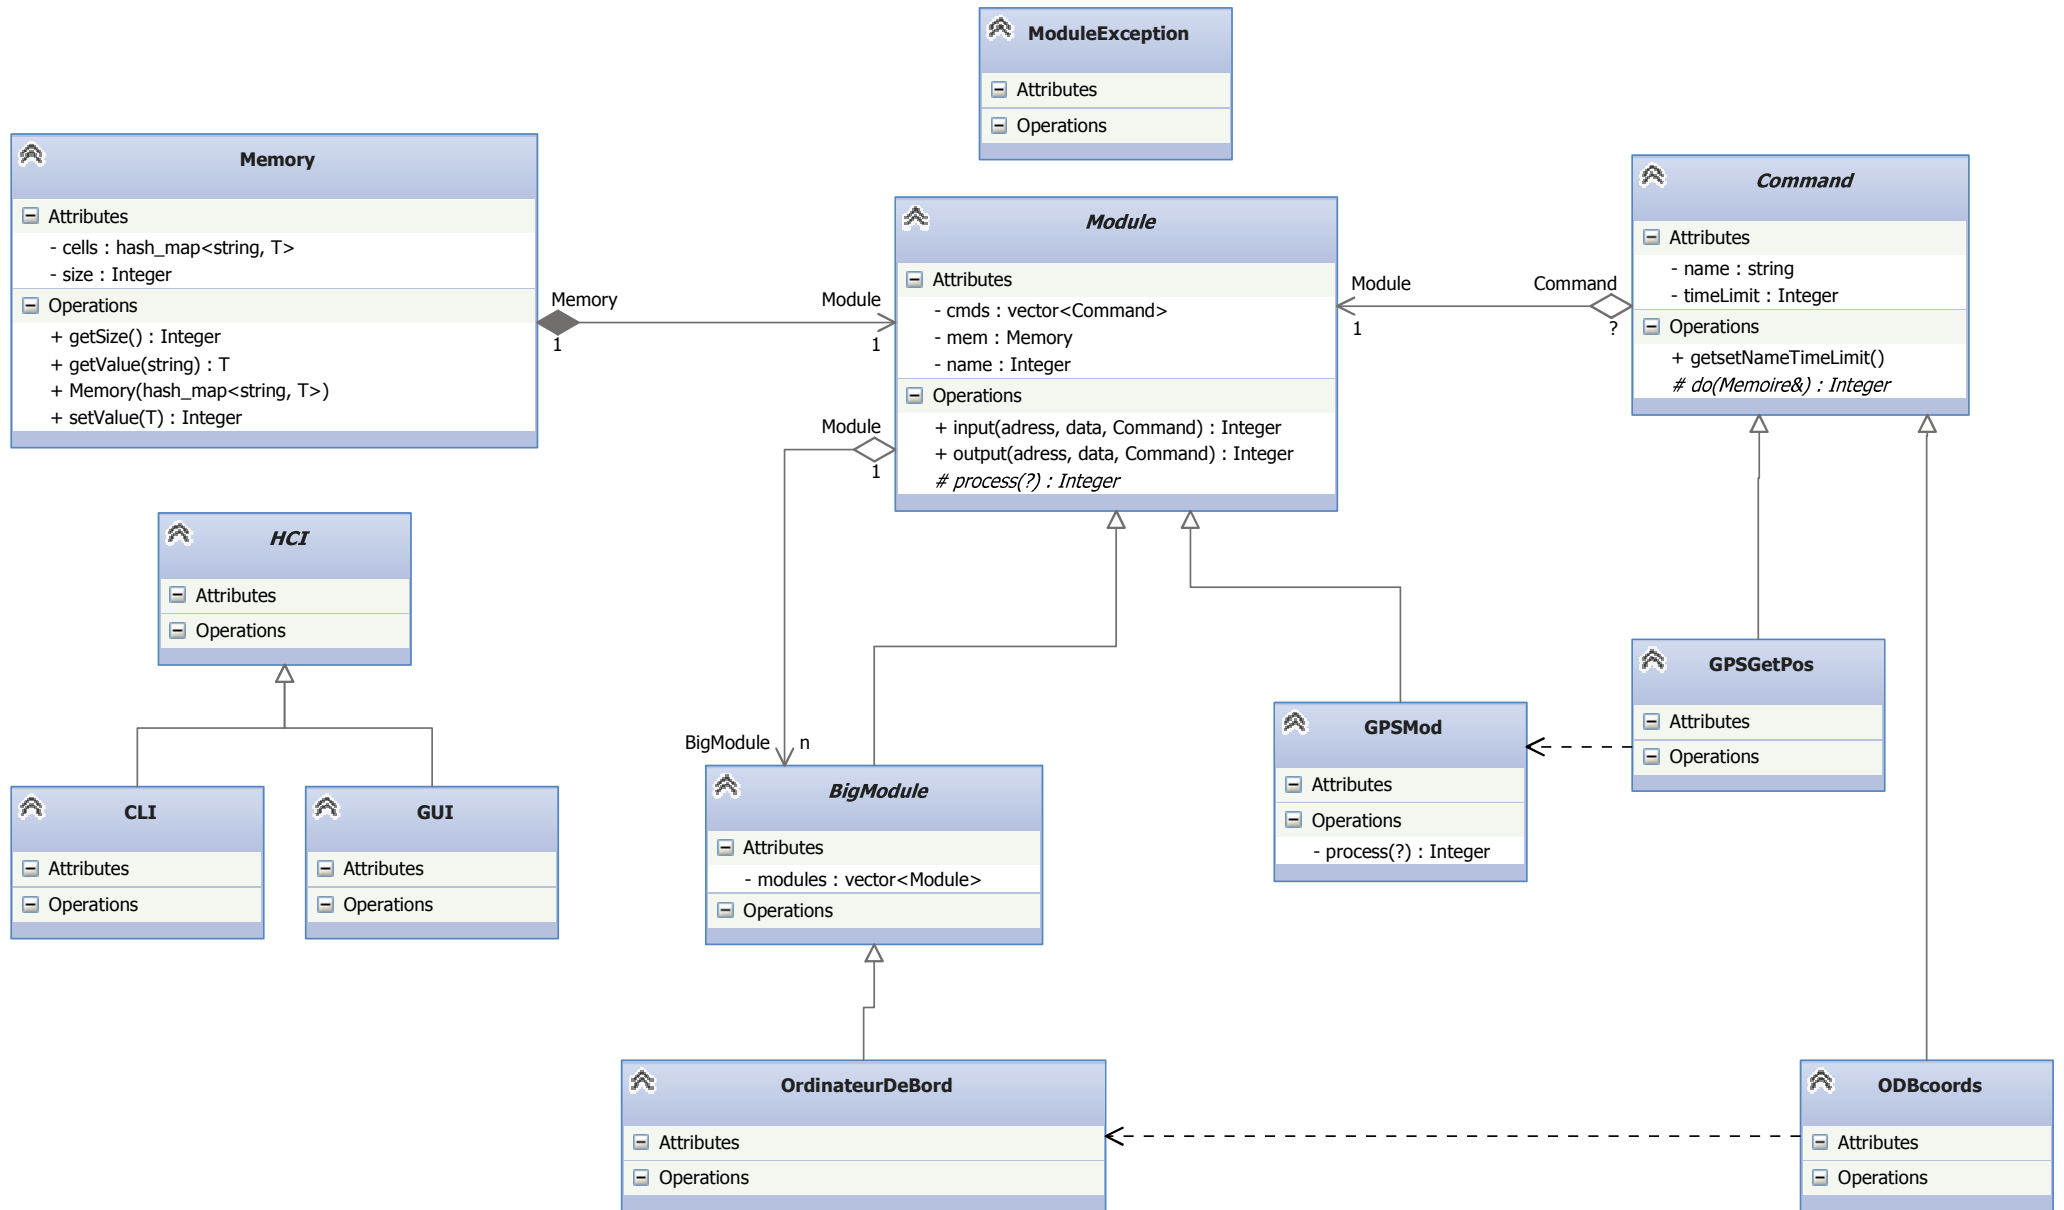 ModuleException
Attributes
Operations
Memory
Attributes
- cells : hash_map<string, T>
- size : Integer
Operations
+ getSize() : Integer
+ getValue(string) : T
+ Memory(hash_map<string, T>)
+ setValue(T) : Integer
Memory
1
Module
1
Module
Attributes
- cmds : vector<Command>
- mem : Memory
- name : Integer
Operations
+ input(adress, data, Command) : Integer
+ output(adress, data, Command) : Integer
# process(?) : Integer
Module
1
Command
?
Command
Attributes
- name : string
- timeLimit : Integer
Operations
+ getsetNameTimeLimit()
# do(Memoire&) : Integer
Module
1
BigModule
n
HCI
Attributes
Operations
CLI
Attributes
Operations
GUI
Attributes
Operations
BigModule
Attributes
- modules : vector<Module>
Operations
GPSMod
Attributes
Operations
- process(?) : Integer
GPSGetPos
Attributes
Operations
OrdinateurDeBord
Attributes
Operations
ODBcoords
Attributes
Operations